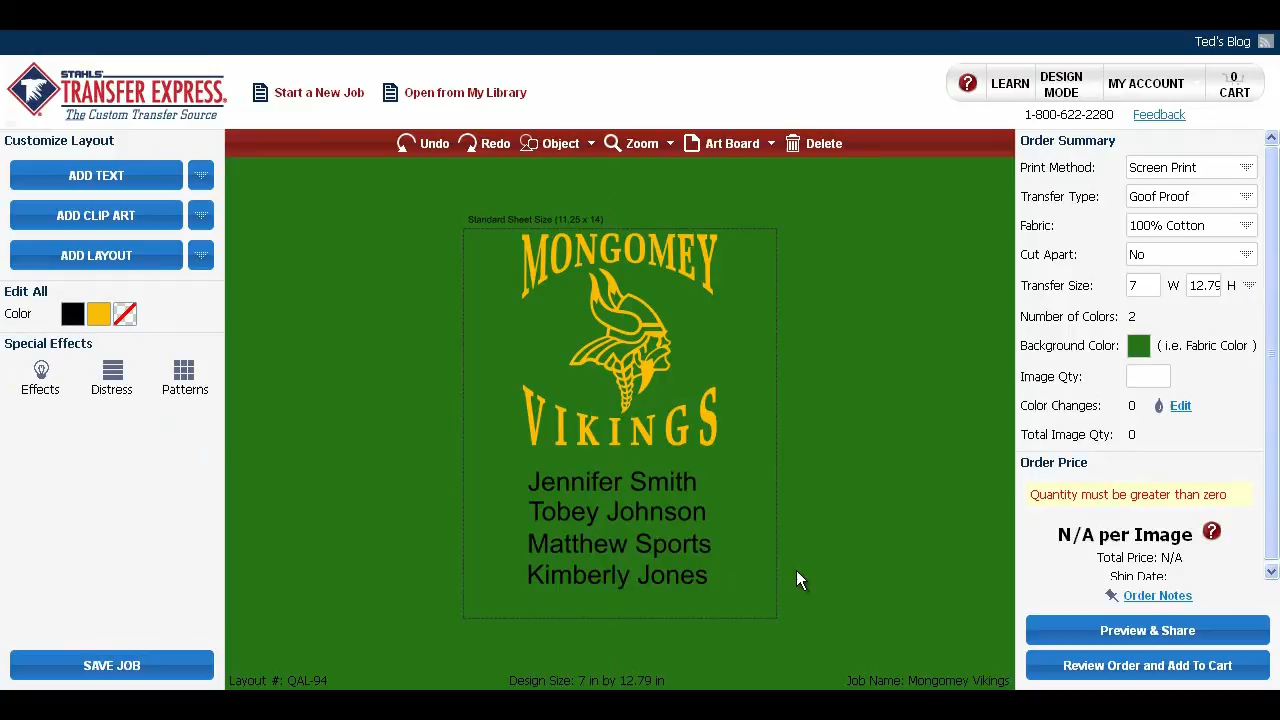 Ted's Blog
STAHLS'
TRANSFER EXPRESS.
The Custom Transfer Source
Start a New Job
Open from My Library
? LEARN
DESIGN MODE
MY ACCOUNT
0 CART
1-800-622-2280 Feedback
Customize Layout
ADD TEXT
ADD CLIP ART
ADD LAYOUT
Edit All
Color
Special Effects
Effects
Distress
Patterns
SAVE JOB
Undo
Redo
Object
Zoom
Art Board
Delete
Standard Sheet Size (11.25 x 14)
MONGOMEY
VIKINGS
Jennifer Smith
Tobey Johnson
Matthew Sports
Kimberly Jones
Layout #: QAL-94
Design Size: 7 in by 12.79 in
Job Name: Mongomey Vikings
Order Summary
Print Method: Screen Print
Transfer Type: Goof Proof
Fabric: 100% Cotton
Cut Apart: No
Transfer Size: 7 W 12.79 H
Number of Colors: 2
Background Color: ( i.e. Fabric Color )
Image Qty:
Color Changes: 0 Edit
Total Image Qty: 0
Order Price
Quantity must be greater than zero
N/A per Image ?
Total Price: N/A
Ship Date:
Order Notes
Preview & Share
Review Order and Add To Cart